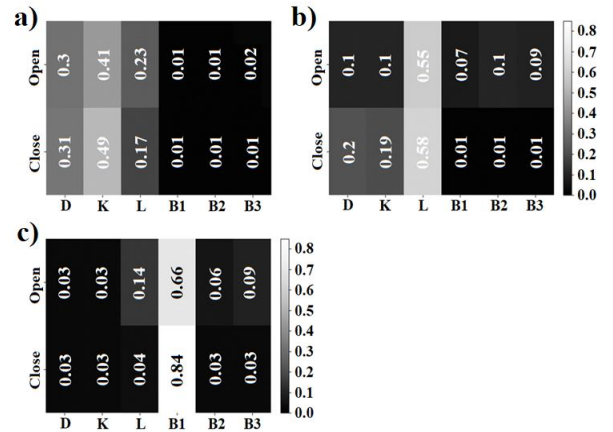 a)
Open
0.3 0.41 0.23 0.01 0.01 0.02
Close
0.31 0.49 0.17 0.01 0.01 0.01
D K L B1 B2 B3
b)
Open
0.1 0.1 0.55 0.07 0.1 0.09
Close
0.2 0.19 0.58 0.01 0.01 0.01
D K L B1 B2 B3
0.8
0.7
0.6
0.5
0.4
0.3
0.2
0.1
0.0
c)
Open
0.03 0.03 0.14 0.66 0.06 0.09
Close
0.03 0.03 0.04 0.84 0.03 0.03
D K L B1 B2 B3
0.8
0.7
0.6
0.5
0.4
0.3
0.2
0.1
0.0